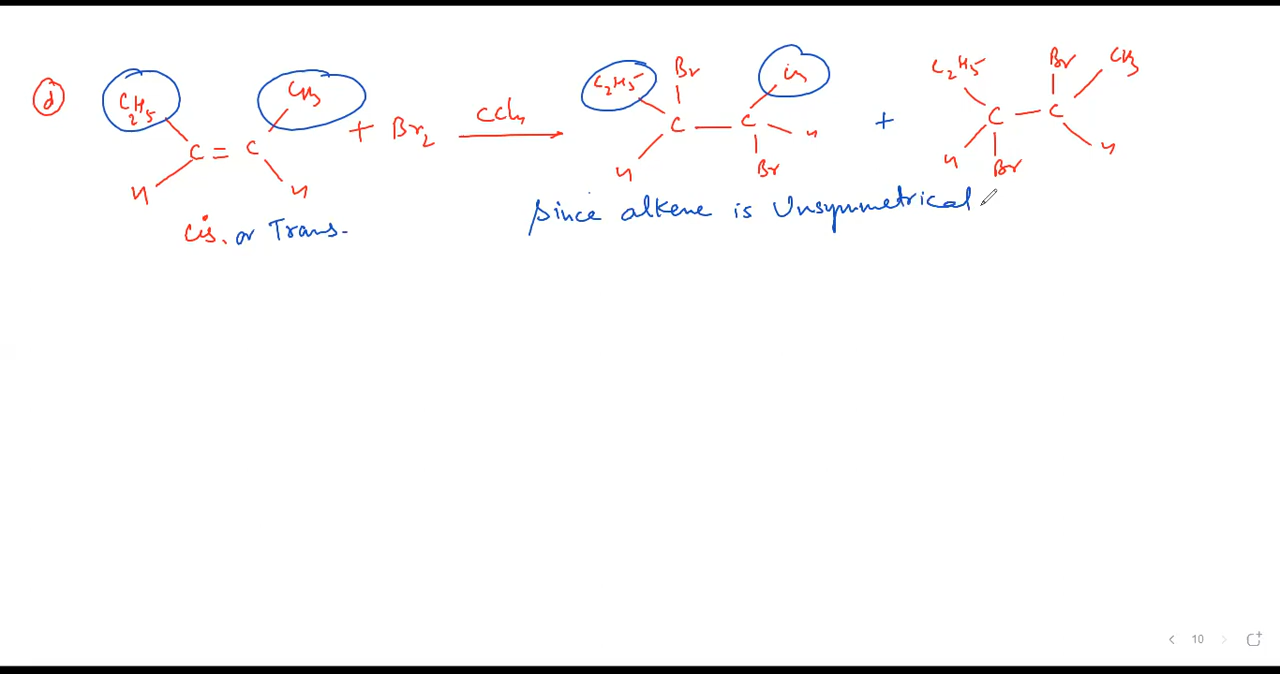 d C2H5 CH3 C2H5 Br C2H5 Br CH3
C = C + Br2 CCl4 C — C + C — C
H H H Br H H Br H
cis. or Trans.
Since alkene is Unsymmetrical
10